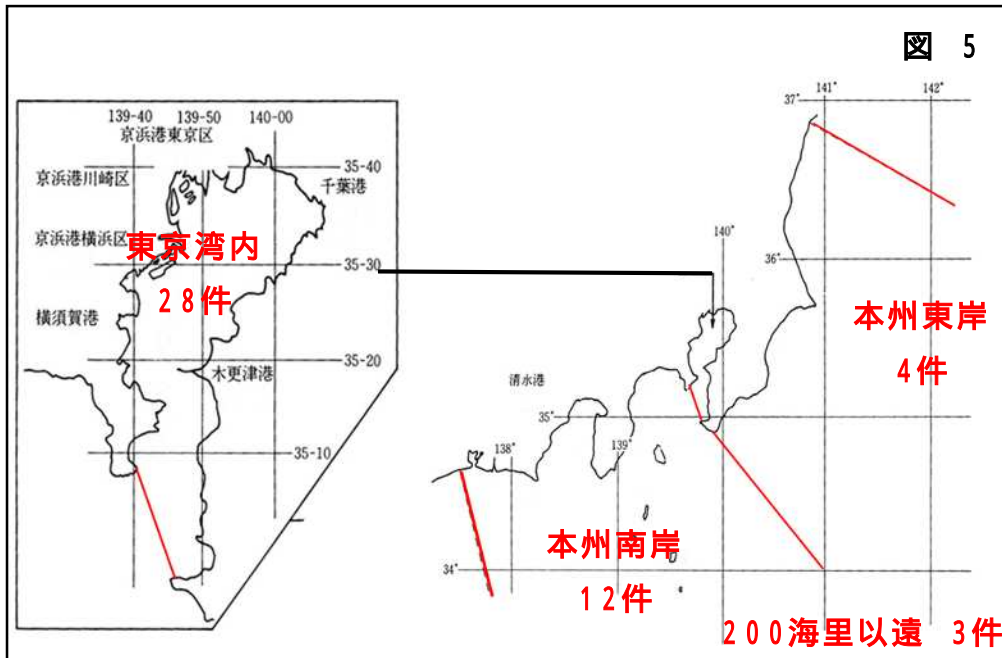 図 5
139-40 139-50 140-00
京浜港東京区
35-40
京浜港川崎区
千葉港
京浜港横浜区
東京湾内
35-30
28件
横須賀港
35-20
木更津港
35-10
141° 142°
37°
140°
36°
本州東岸
4件
清水港
35°
138° 139°
本州南岸
34°
12件
200海里以遠 3件